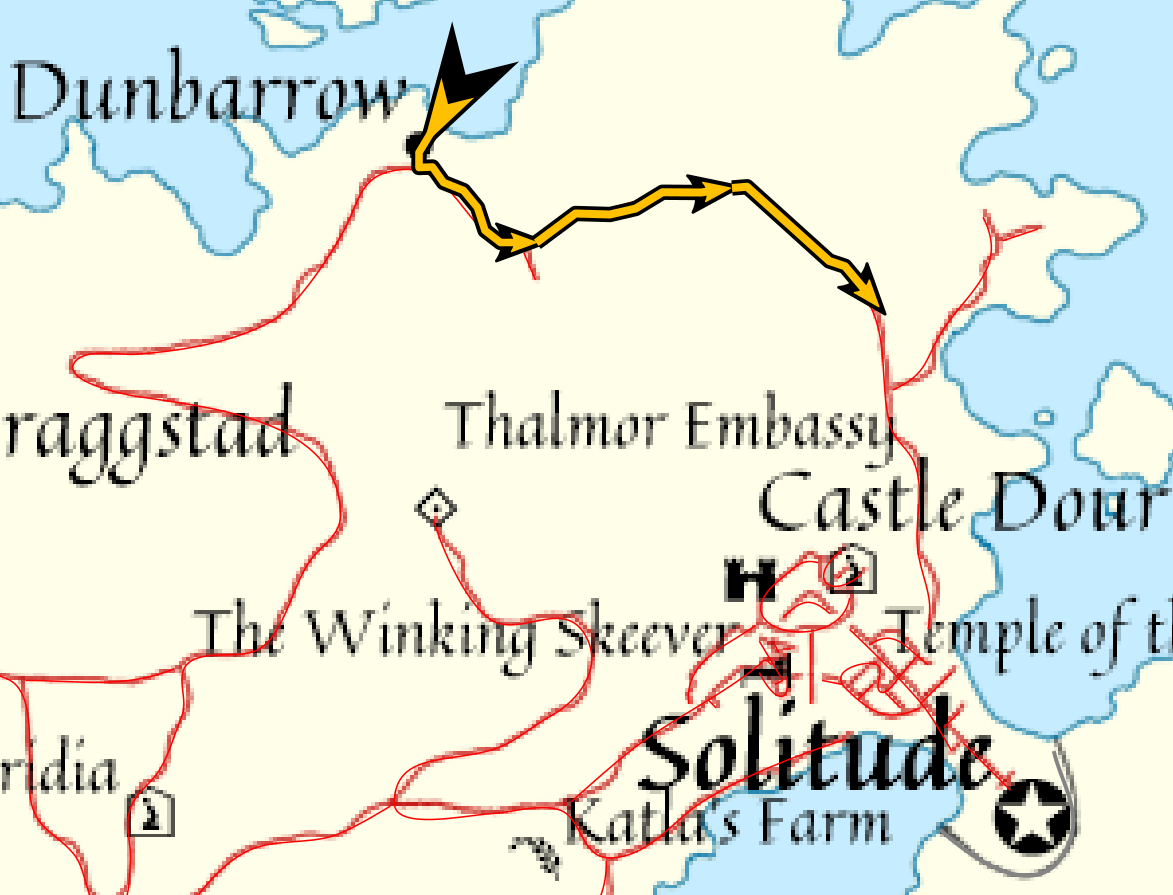 Dunbarrow
raggstad
Thalmor Embassy
Castle Dour
The Winking Skeever
Temple of th
Solitude
ridia
Katla's Farm